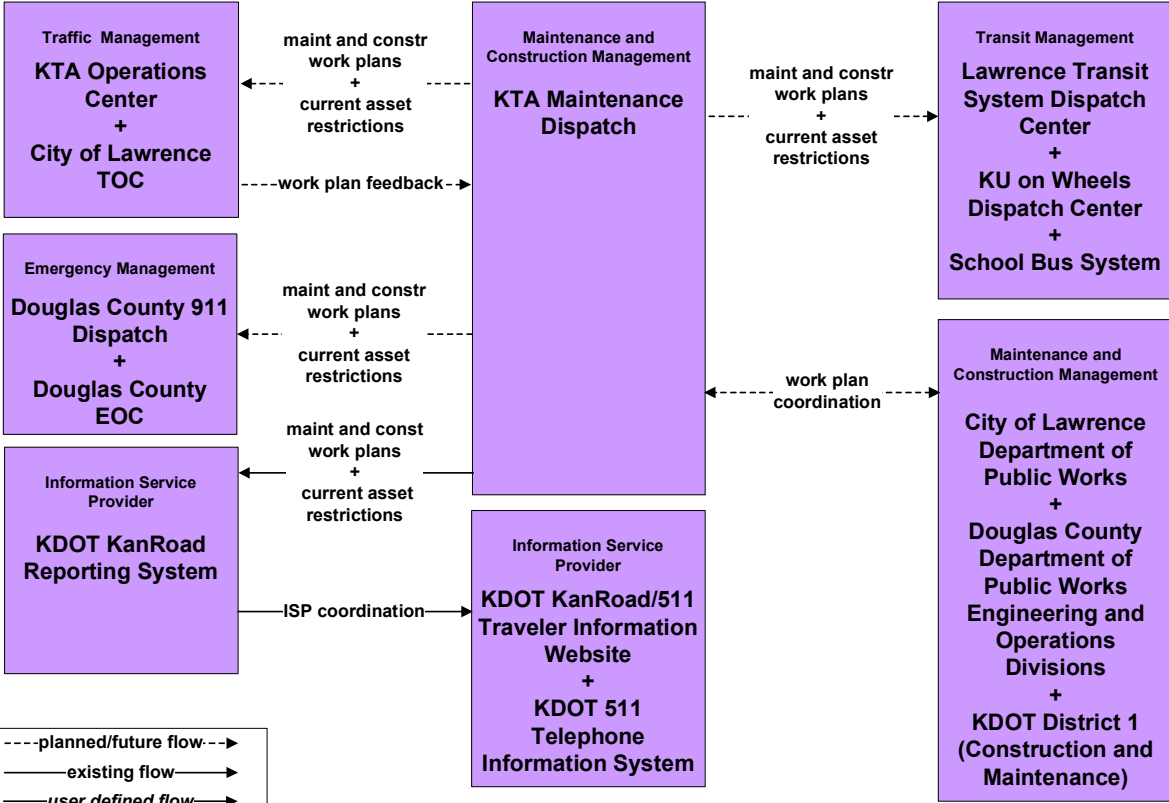 Traffic Management
KTA Operations
Center
+
City of Lawrence
TOC
maint and constr
work plans
+
current asset
restrictions
work plan feedback
Maintenance and
Construction Management
KTA Maintenance
Dispatch
maint and constr
work plans
+
current asset
restrictions
Transit Management
Lawrence Transit
System Dispatch
Center
+
KU on Wheels
Dispatch Center
+
School Bus System
Emergency Management
Douglas County 911
Dispatch
+
Douglas County
EOC
maint and constr
work plans
+
current asset
restrictions
work plan
coordination
Maintenance and
Construction Management
City of Lawrence
Department of
Public Works
+
Douglas County
Department of
Public Works
Engineering and
Operations
Divisions
+
KDOT District 1
(Construction and
Maintenance)
maint and const
work plans
+
current asset
restrictions
Information Service
Provider
KDOT KanRoad
Reporting System
ISP coordination
Information Service
Provider
KDOT KanRoad/511
Traveler Information
Website
+
KDOT 511
Telephone
Information System
planned/future flow
existing flow
user defined flow